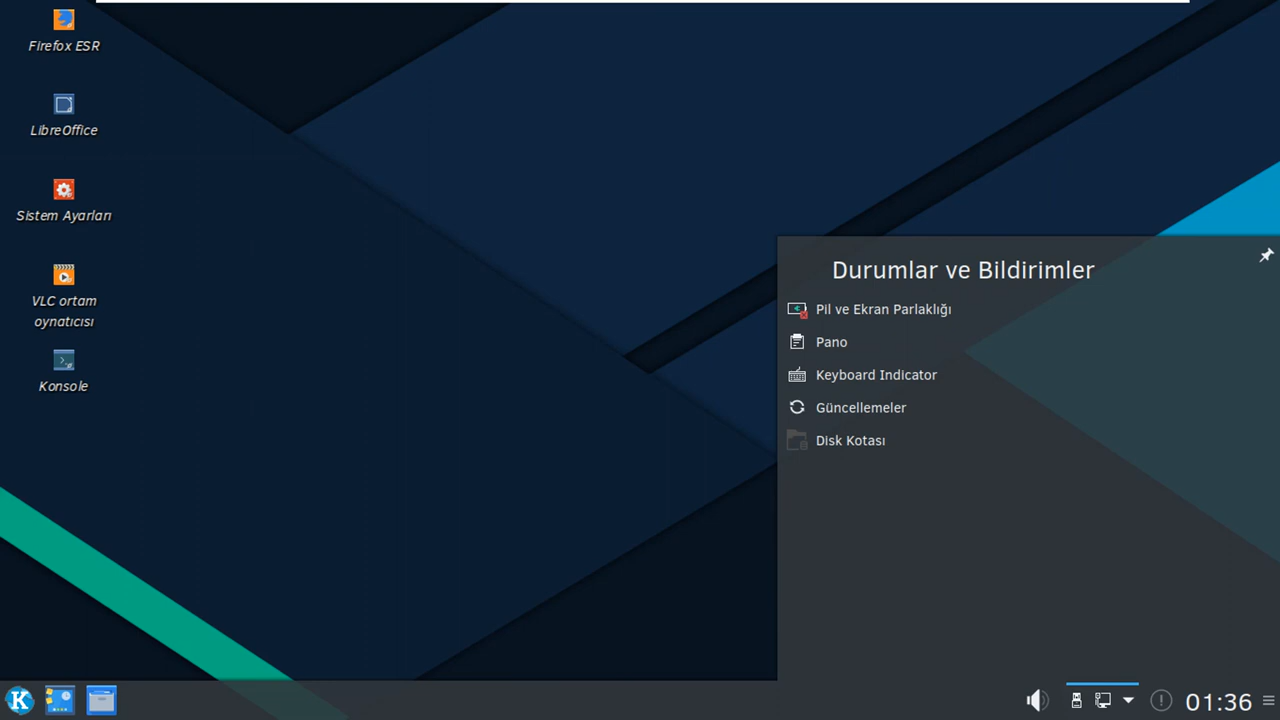 Firefox ESR
LibreOffice
Sistem Ayarları
VLC ortam
oynatıcısı
Konsole
Durumlar ve Bildirimler
Pil ve Ekran Parlaklığı
Pano
Keyboard Indicator
Güncellemeler
Disk Kotası
K
01:36